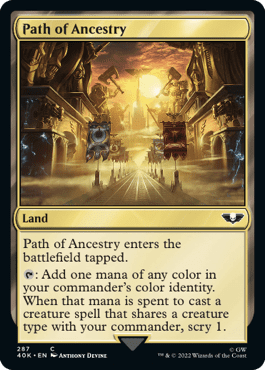 Path of Ancestry
Land
Path of Ancestry enters the
battlefield tapped.
: Add one mana of any color in
your commander's color identity.
When that mana is spent to cast a
creature spell that shares a creature
type with your commander, scry 1.
287 C
40K • EN ANTHONY DEVINE
© GW
™ & © 2022 Wizards of the Coast